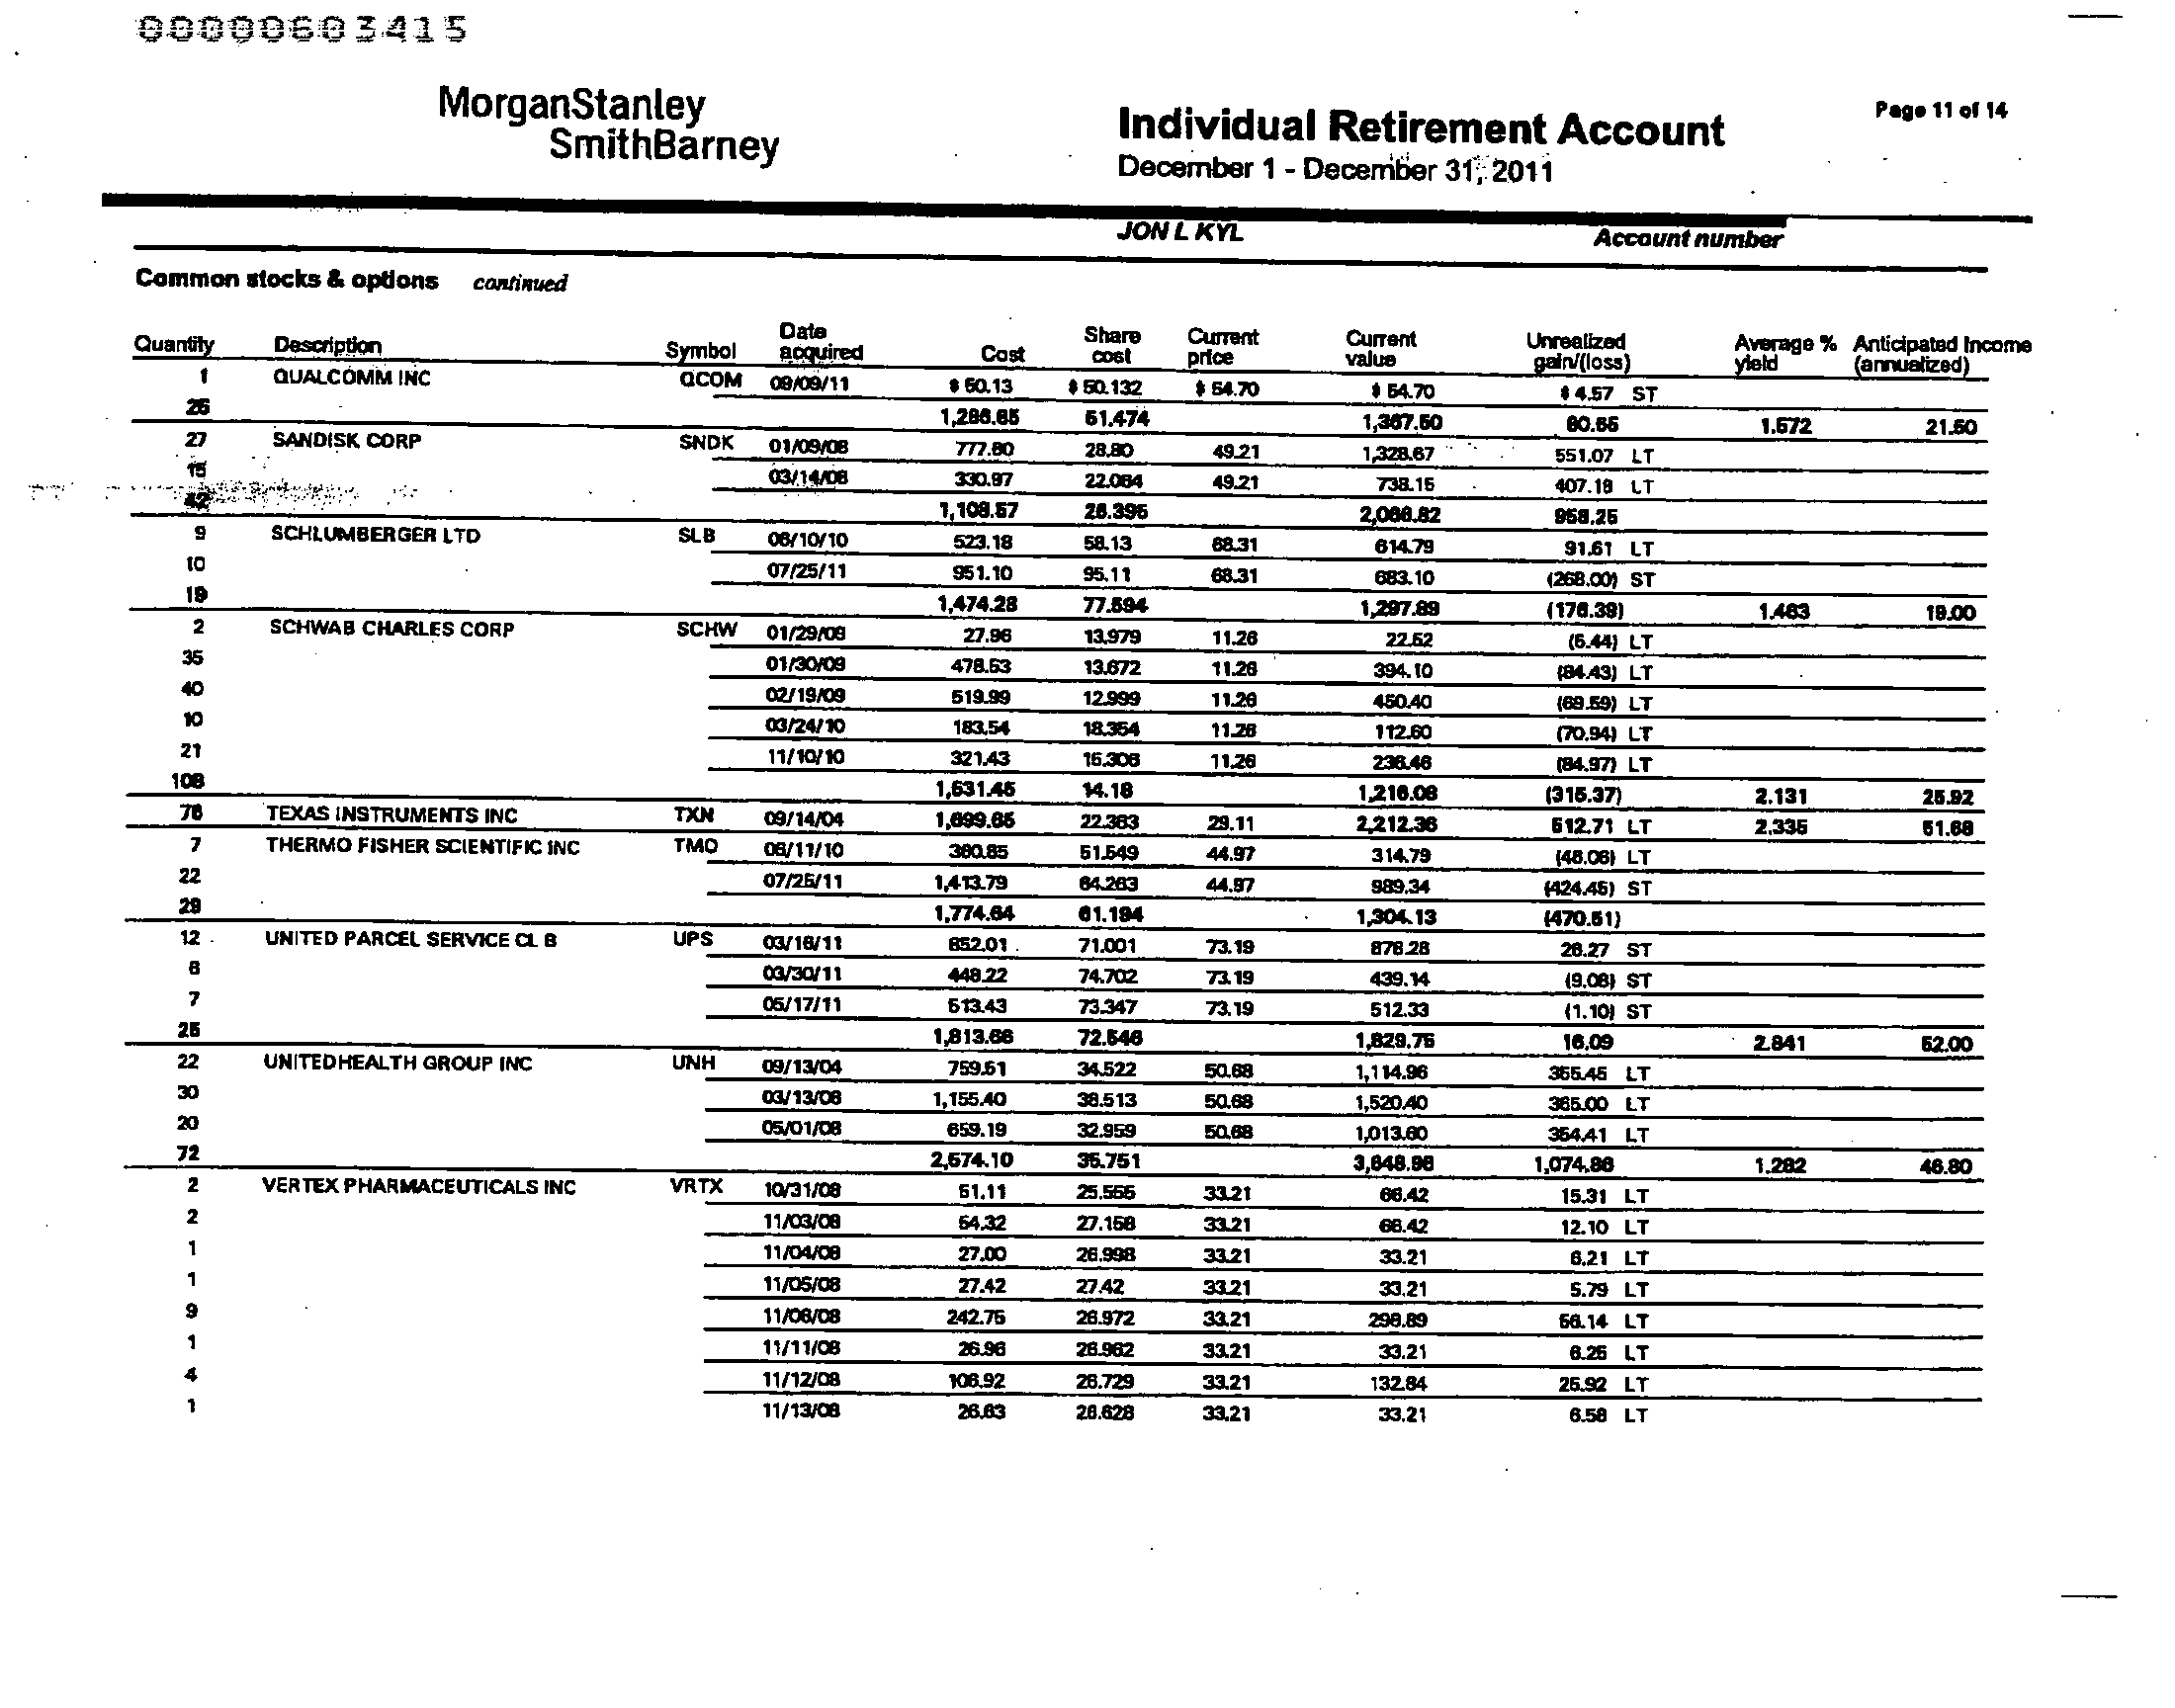 00000603415
MorganStanley
SmithBarney
Individual Retirement Account
December 1 - December 31, 2011
Page 11 of 14
JON L KYL Account number
Common stocks & options continued
Quantity Description Symbol Date acquired Cost Share cost Current price Current value Unrealized gain/(loss) Average % yield Anticipated Income (annualized)
1 QUALCOMM INC QCOM 09/09/11 $ 50.13 $ 50.132 $ 54.70 $ 54.70 $ 4.57 ST
25 1,286.85 51.474 1,367.50 80.65 1.572 21.50
27 SANDISK CORP SNDK 01/09/08 777.60 28.80 49.21 1,328.67 551.07 LT
15 03/14/08 330.97 22.064 49.21 738.15 407.18 LT
42 1,108.57 26.395 2,066.82 958.25
9 SCHLUMBERGER LTD SLB 06/10/10 523.18 58.13 68.31 614.79 91.61 LT
10 07/25/11 951.10 95.11 68.31 683.10 (268.00) ST
19 1,474.28 77.594 1,297.89 (176.39) 1.463 19.00
2 SCHWAB CHARLES CORP SCHW 01/29/09 27.96 13.979 11.26 22.52 (5.44) LT
35 01/30/09 478.53 13.672 11.26 394.10 (84.43) LT
40 02/19/09 519.99 12.999 11.26 450.40 (69.59) LT
10 03/24/10 183.54 18.354 11.26 112.60 (70.94) LT
21 11/10/10 321.43 15.306 11.26 236.46 (84.97) LT
108 1,531.45 14.18 1,216.08 (315.37) 2.131 25.92
76 TEXAS INSTRUMENTS INC TXN 09/14/04 1,699.65 22.363 29.11 2,212.36 512.71 LT 2.335 51.68
7 THERMO FISHER SCIENTIFIC INC TMO 06/11/10 360.85 51.549 44.97 314.79 (46.06) LT
22 07/25/11 1,413.79 64.263 44.97 989.34 (424.45) ST
29 1,774.64 61.194 1,304.13 (470.51)
12 UNITED PARCEL SERVICE CL B UPS 03/16/11 852.01 71.001 73.19 878.28 26.27 ST
6 03/30/11 448.22 74.702 73.19 439.14 (9.08) ST
7 05/17/11 513.43 73.347 73.19 512.33 (1.10) ST
25 1,813.66 72.546 1,829.75 16.09 2.841 52.00
22 UNITEDHEALTH GROUP INC UNH 09/13/04 759.51 34.522 50.68 1,114.96 355.45 LT
30 03/13/08 1,155.40 38.513 50.68 1,520.40 365.00 LT
20 05/01/08 659.19 32.959 50.68 1,013.60 354.41 LT
72 2,574.10 35.751 3,648.96 1,074.86 1.282 46.80
2 VERTEX PHARMACEUTICALS INC VRTX 10/31/08 51.11 25.555 33.21 66.42 15.31 LT
2 11/03/08 54.32 27.158 33.21 66.42 12.10 LT
1 11/04/08 27.00 26.998 33.21 33.21 6.21 LT
1 11/05/08 27.42 27.42 33.21 33.21 5.79 LT
9 11/06/08 242.75 26.972 33.21 298.89 56.14 LT
1 11/11/08 26.96 26.962 33.21 33.21 6.25 LT
4 11/12/08 106.92 26.729 33.21 132.84 25.92 LT
1 11/13/08 26.63 26.628 33.21 33.21 6.58 LT